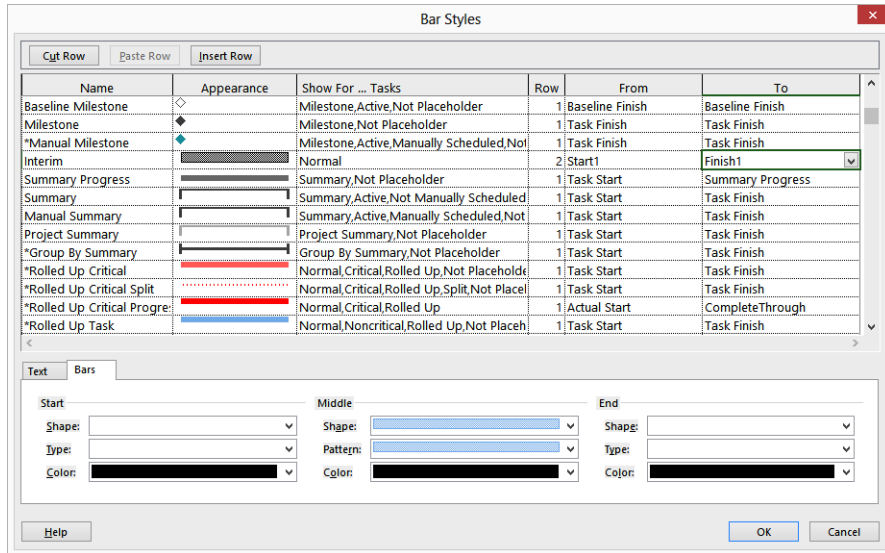 Bar Styles
Cut Row Paste Row Insert Row
Name Appearance Show For ... Tasks Row From To
Baseline Milestone Milestone,Active,Not Placeholder 1 Baseline Finish Baseline Finish
Milestone Milestone,Not Placeholder 1 Task Finish Task Finish
*Manual Milestone Milestone,Active,Manually Scheduled,Not 1 Task Finish Task Finish
Interim Normal 2 Start1 Finish1
Summary Progress Summary,Not Placeholder 1 Task Start Summary Progress
Summary Summary,Active,Not Manually Scheduled 1 Task Start Task Finish
Manual Summary Summary,Active,Manually Scheduled,Not 1 Task Start Task Finish
Project Summary Project Summary,Not Placeholder 1 Task Start Task Finish
*Group By Summary Group By Summary,Not Placeholder 1 Task Start Task Finish
*Rolled Up Critical Normal,Critical,Rolled Up,Not Placeholde 1 Task Start Task Finish
*Rolled Up Critical Split Normal,Critical,Rolled Up,Split,Not Placel 1 Task Start Task Finish
*Rolled Up Critical Progre: Normal,Critical,Rolled Up 1 Actual Start CompleteThrough
*Rolled Up Task Normal,Noncritical,Rolled Up,Not Placeh 1 Task Start Task Finish
Text Bars
Start Middle End
Shape: Shape: Shape:
Type: Pattern: Type:
Color: Color: Color:
Help OK Cancel